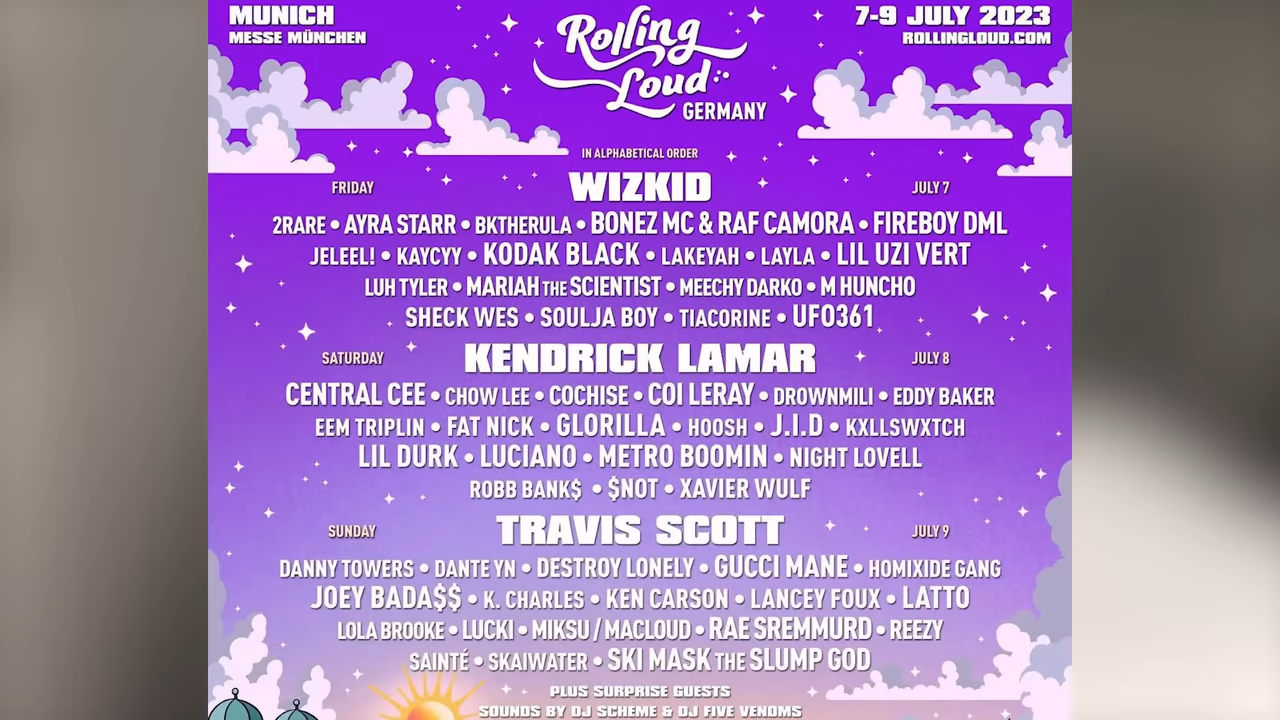 MUNICH
MESSE MÜNCHEN
Rolling
Loud
GERMANY
7-9 JULY 2023
ROLLINGLOUD.COM
IN ALPHABETICAL ORDER
FRIDAY WIZKID JULY 7
2RARE • AYRA STARR • BKTHERULA • BONEZ MC & RAF CAMORA • FIREBOY DML
JELEEL! • KAYCYY • KODAK BLACK • LAKEYAH • LAYLA • LIL UZI VERT
LUH TYLER • MARIAH THE SCIENTIST • MEECHY DARKO • M HUNCHO
SHECK WES • SOULJA BOY • TIACORINE • UFO361
SATURDAY KENDRICK LAMAR JULY 8
CENTRAL CEE • CHOW LEE • COCHISE • COI LERAY • DROWNMILI • EDDY BAKER
EEM TRIPLIN • FAT NICK • GLORILLA • HOOSH • J.I.D • KXLLSWXTCH
LIL DURK • LUCIANO • METRO BOOMIN • NIGHT LOVELL
ROBB BANK$ • $NOT • XAVIER WULF
SUNDAY TRAVIS SCOTT JULY 9
DANNY TOWERS • DANTE YN • DESTROY LONELY • GUCCI MANE • HOMIXIDE GANG
JOEY BADA$$ • K. CHARLES • KEN CARSON • LANCEY FOUX • LATTO
LOLA BROOKE • LUCKI • MIKSU / MACLOUD • RAE SREMMURD • REEZY
SAINTÉ • SKAIWATER • SKI MASK THE SLUMP GOD
PLUS SURPRISE GUESTS
SOUNDS BY DJ SCHEME & DJ FIVE VENOMS